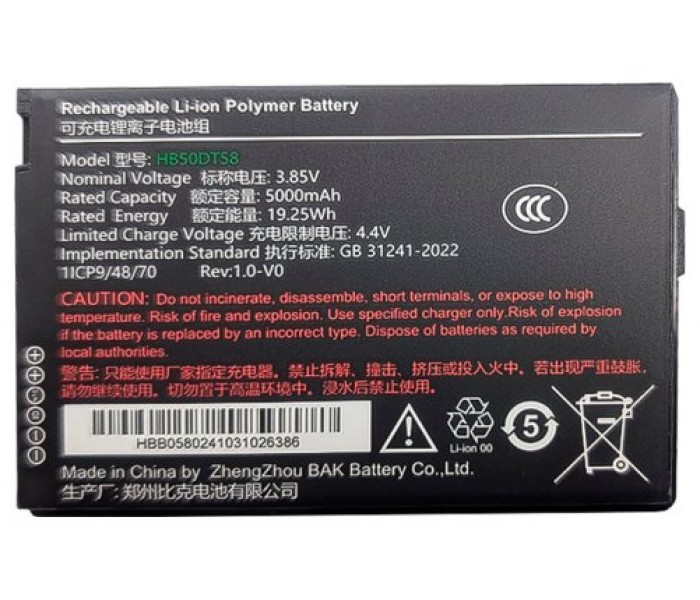 Rechargeable Li-ion Polymer Battery
可充电锂离子电池组
Model 型号: HB50DT58
Nominal Voltage 标称电压: 3.85V
Rated Capacity 额定容量: 5000mAh
Rated Energy 额定能量: 19.25Wh
Limited Charge Voltage 充电限制电压: 4.4V
Implementation Standard 执行标准: GB 31241-2022
1ICP9/48/70 Rev:1.0-V0
CCC
CAUTION: Do not incinerate, disassemble, short terminals, or expose to high
temperature. Risk of fire and explosion. Use specified charger only.Risk of explosion
if the battery is replaced by an incorrect type. Dispose of batteries as required by
local authorities.
警告: 只能使用厂家指定充电器。禁止拆解、撞击、挤压或投入火中。若出现严重鼓胀,
请勿继续使用。切勿置于高温环境中。浸水后禁止使用!
HBB0580241031026386
Li-ion 00
5
Made in China by ZhengZhou BAK Battery Co.,Ltd.
生产厂: 郑州比克电池有限公司